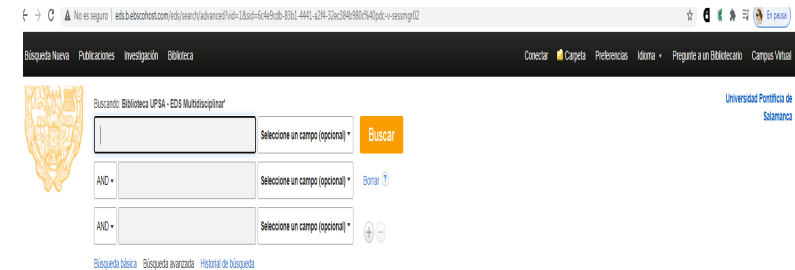 No es seguro | eds.b.ebscohost.com/eds/search/advanced?vid=1&sid=6c4e9cdb-83b1-4441-a2f4-32ec384b980c%40pdc-v-sessmgr02 En pausa
Búsqueda Nueva Publicaciones Investigación Biblioteca Conectar Carpeta Preferencias Idioma Pregunte a un Bibliotecario Campus Virtual
Buscando: Biblioteca UPSA - EDS Multidisciplinar'
Universidad Pontificia de
Salamanca
Seleccione un campo (opcional) Buscar
AND Seleccione un campo (opcional) Borrar ?
AND Seleccione un campo (opcional) + −
Búsqueda básica Búsqueda avanzada Historial de búsqueda